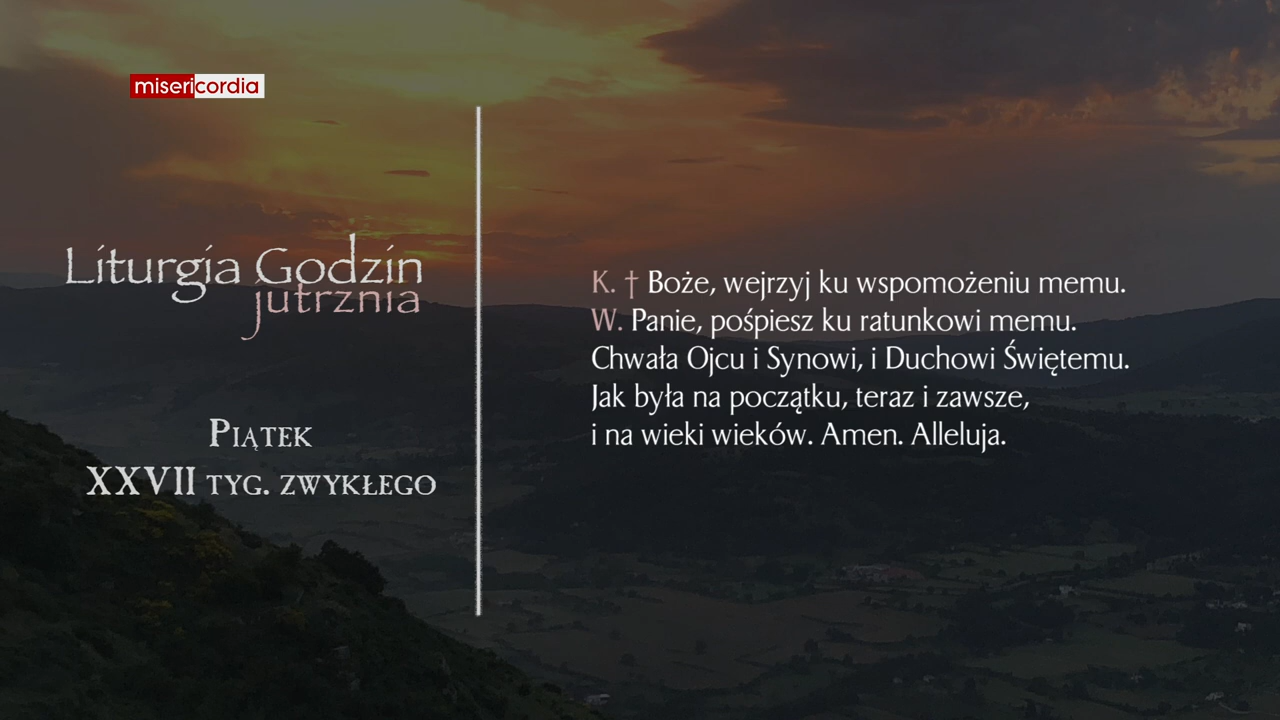 misericordia
Liturgia Godzin
jutrznia
Piątek
XXVII tyg. zwykłego
K. † Boże, wejrzyj ku wspomożeniu memu.
W. Panie, pośpiesz ku ratunkowi memu.
Chwała Ojcu i Synowi, i Duchowi Świętemu.
Jak była na początku, teraz i zawsze,
i na wieki wieków. Amen. Alleluja.